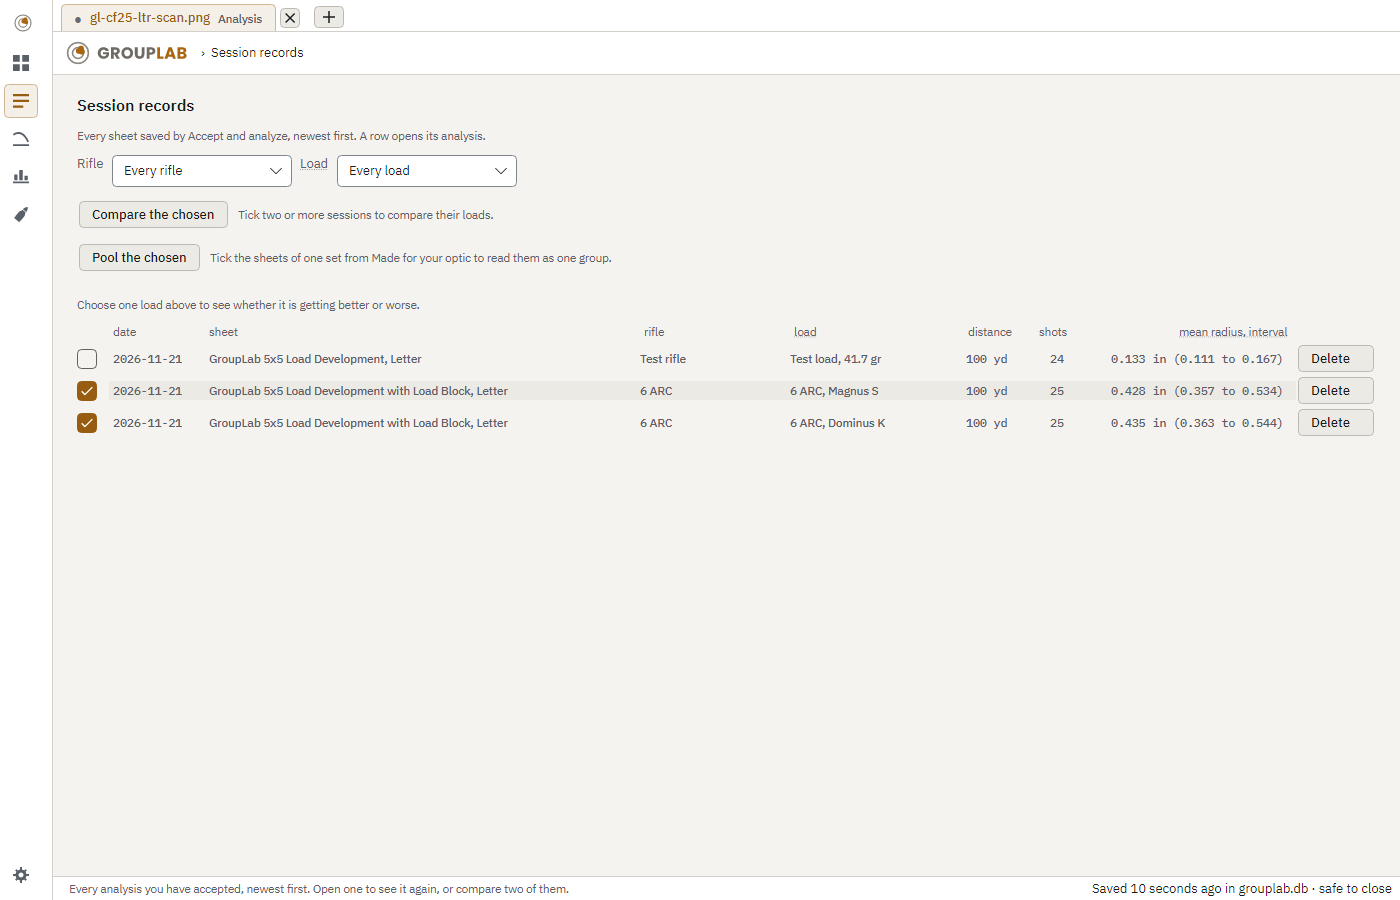 gl-cf25-ltr-scan.png Analysis
GROUPLAB › Session records
Session records
Every sheet saved by Accept and analyze, newest first. A row opens its analysis.
Rifle Every rifle Load Every load
Compare the chosen Tick two or more sessions to compare their loads.
Pool the chosen Tick the sheets of one set from Made for your optic to read them as one group.
Choose one load above to see whether it is getting better or worse.
date sheet rifle load distance shots mean radius, interval
2026-11-21 GroupLab 5x5 Load Development, Letter Test rifle Test load, 41.7 gr 100 yd 24 0.133 in (0.111 to 0.167) Delete
2026-11-21 GroupLab 5x5 Load Development with Load Block, Letter 6 ARC 6 ARC, Magnus S 100 yd 25 0.428 in (0.357 to 0.534) Delete
2026-11-21 GroupLab 5x5 Load Development with Load Block, Letter 6 ARC 6 ARC, Dominus K 100 yd 25 0.435 in (0.363 to 0.544) Delete
Every analysis you have accepted, newest first. Open one to see it again, or compare two of them. Saved 10 seconds ago in grouplab.db · safe to close